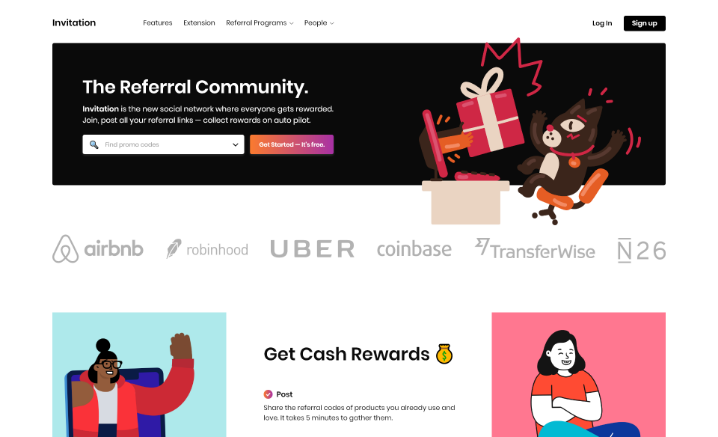 Invitation
Features
Extension
Referral Programs
People
Log In
Sign up
The Referral Community.
Invitation is the new social network where everyone gets rewarded.
Join, post all your referral links — collect rewards on auto pilot.
Find promo codes
Get Started — It's free.
airbnb
robinhood
UBER
coinbase
TransferWise
N26
Get Cash Rewards
Post
Share the referral codes of products you already use and
love. It takes 5 minutes to gather them.